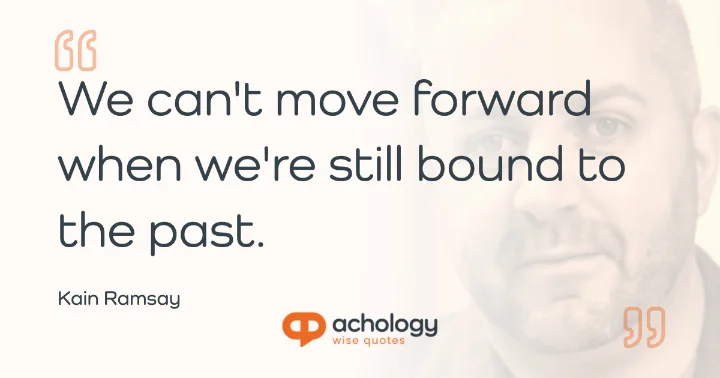 We can't move forward
when we're still bound to
the past.
Kain Ramsay
achology
wise quotes